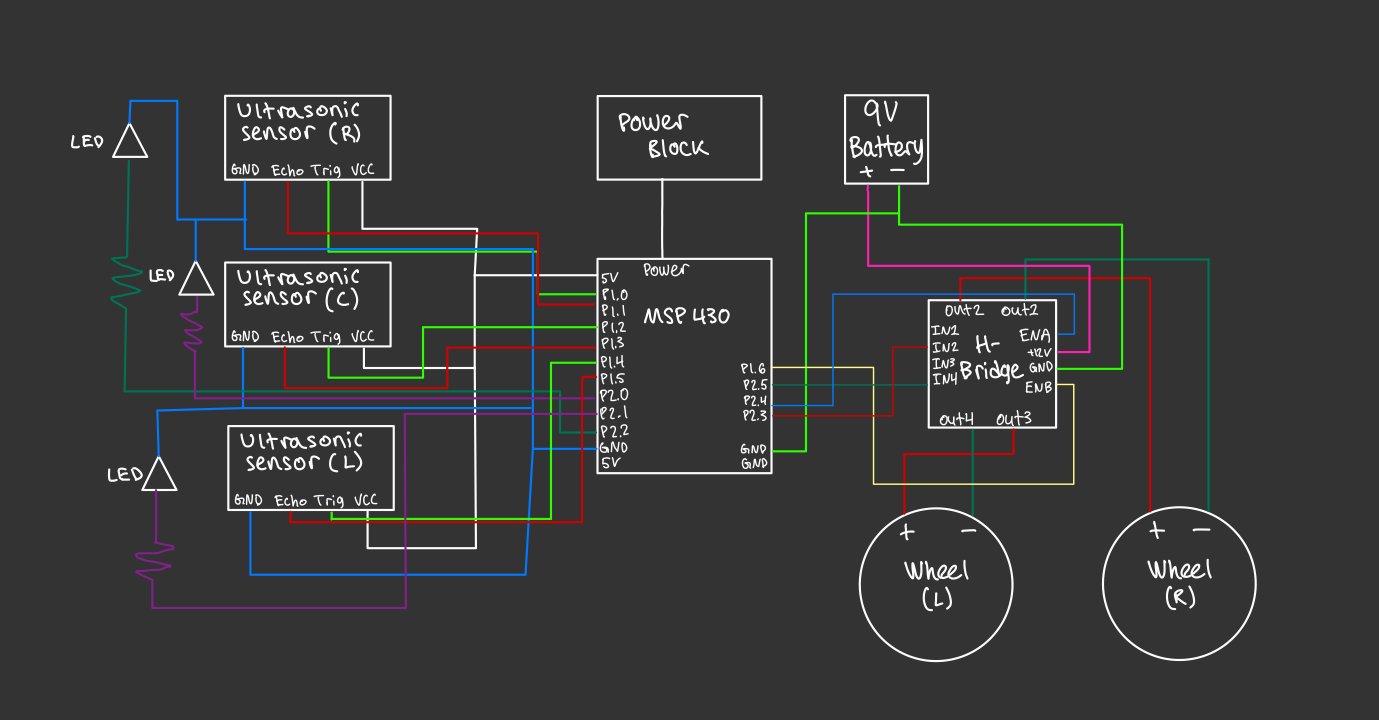 LED
Ultrasonic
sensor (R)
GND Echo Trig VCC
LED
Ultrasonic
sensor (C)
GND Echo Trig VCC
LED
Ultrasonic
sensor (L)
GND Echo Trig VCC
Power
Block
Power
MSP 430
5V
P1.0
P1.1
P1.2
P1.3
P1.4
P1.5
P2.0
P2.1
P2.2
GND
5V
P1.6
P2.5
P2.4
P2.3
GND
GND
9V
Battery
+ −
out2 out2
IN1
IN2
IN3
IN4
H-
Bridge
ENA
+12V
GND
ENB
out4 out3
+ −
Wheel
(L)
+ −
Wheel
(R)